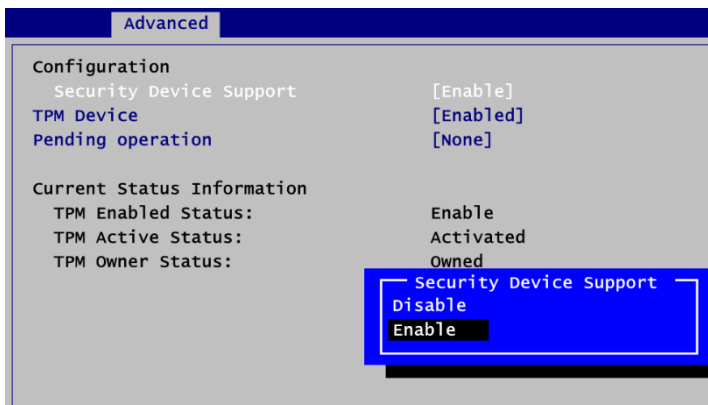 Advanced
Configuration
Security Device Support [Enable]
TPM Device [Enabled]
Pending operation [None]
Current Status Information
TPM Enabled Status: Enable
TPM Active Status: Activated
TPM Owner Status: Owned
Security Device Support
Disable
Enable